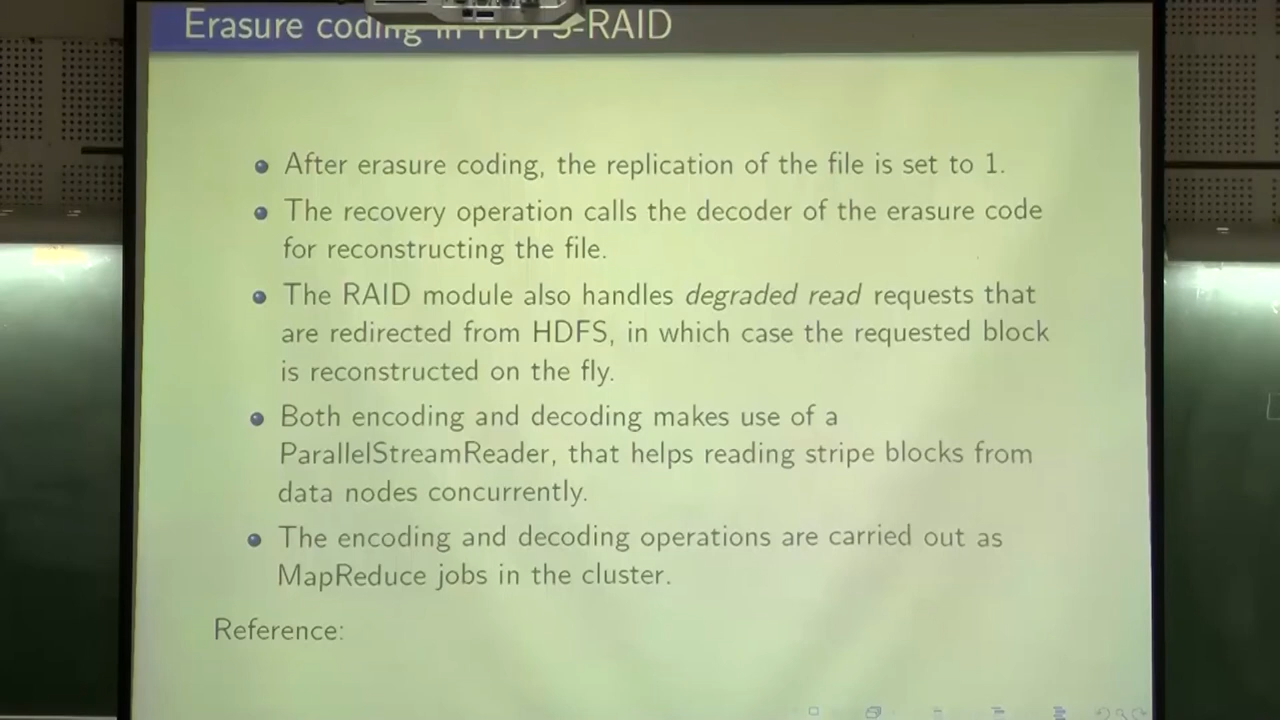 Erasure coding in HDFS-RAID
After erasure coding, the replication of the file is set to 1.
The recovery operation calls the decoder of the erasure code
for reconstructing the file.
The RAID module also handles degraded read requests that
are redirected from HDFS, in which case the requested block
is reconstructed on the fly.
Both encoding and decoding makes use of a
ParallelStreamReader, that helps reading stripe blocks from
data nodes concurrently.
The encoding and decoding operations are carried out as
MapReduce jobs in the cluster.
Reference: